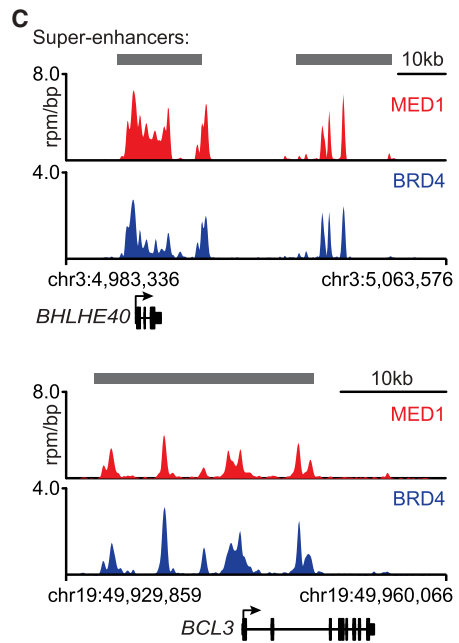 C
Super-enhancers:
10kb
8.0
MED1
rpm/bp
4.0
BRD4
chr3:4,983,336 chr3:5,063,576
BHLHE40
10kb
8.0
MED1
rpm/bp
4.0
BRD4
chr19:49,929,859 chr19:49,960,066
BCL3